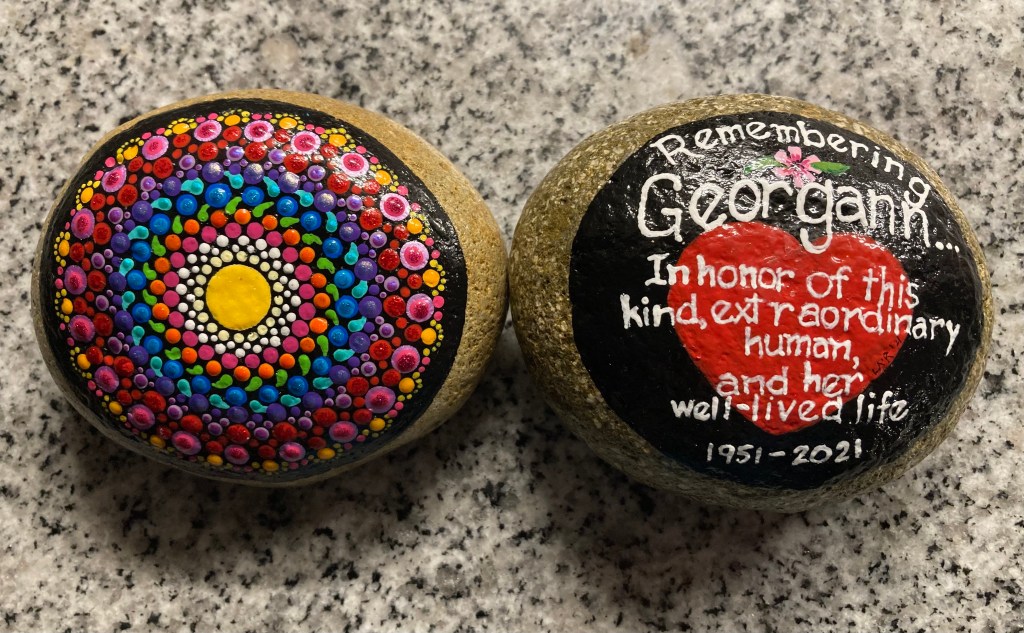 Remembering
Georgann...
In honor of this
kind, extraordinary
human,
and her
well-lived life
1951-2021